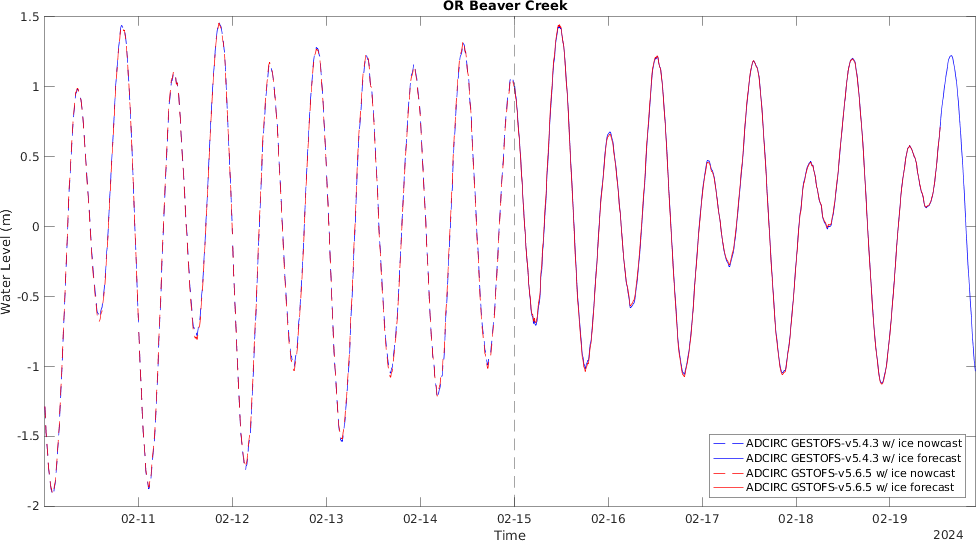 OR Beaver Creek
1.5
1
0.5
0
-0.5
-1
-1.5
-2
Water Level (m)
02-11 02-12 02-13 02-14 02-15 02-16 02-17 02-18 02-19
Time
2024
ADCIRC GESTOFS-v5.4.3 w/ ice nowcast
ADCIRC GESTOFS-v5.4.3 w/ ice forecast
ADCIRC GSTOFS-v5.6.5 w/ ice nowcast
ADCIRC GSTOFS-v5.6.5 w/ ice forecast